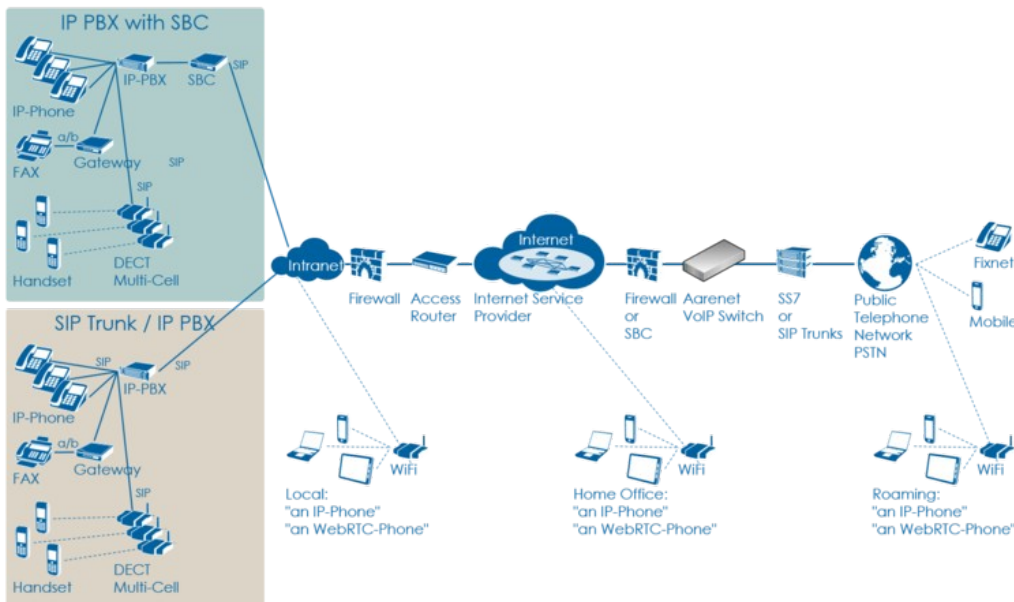 IP PBX with SBC
IP-PBX
SBC
SIP
IP-Phone
a/b
FAX
Gateway
SIP
SIP
Handset
DECT
Multi-Cell
SIP Trunk / IP PBX
SIP
IP-PBX
SIP
IP-Phone
a/b
FAX
Gateway
SIP
Handset
DECT
Multi-Cell
Intranet
Firewall
Access
Router
Internet
Internet Service
Provider
Firewall
or
SBC
Aarenet
VoIP Switch
SS7
or
SIP Trunks
Public
Telephone
Network
PSTN
Fixnet
Mobile
WiFi
Local:
"an IP-Phone"
"an WebRTC-Phone"
WiFi
Home Office:
"an IP-Phone"
"an WebRTC-Phone"
WiFi
Roaming:
"an IP-Phone"
"an WebRTC-Phone"